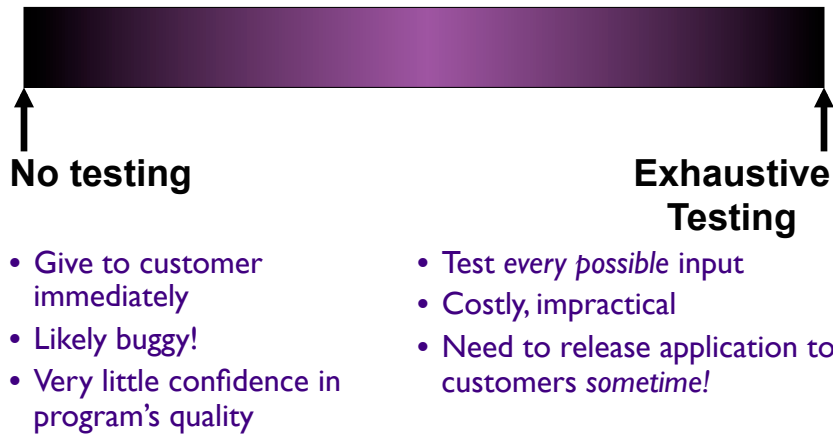 No testing
• Give to customer
immediately
• Likely buggy!
• Very little confidence in
program’s quality
Exhaustive
Testing
• Test every possible input
• Costly, impractical
• Need to release application to
customers sometime!